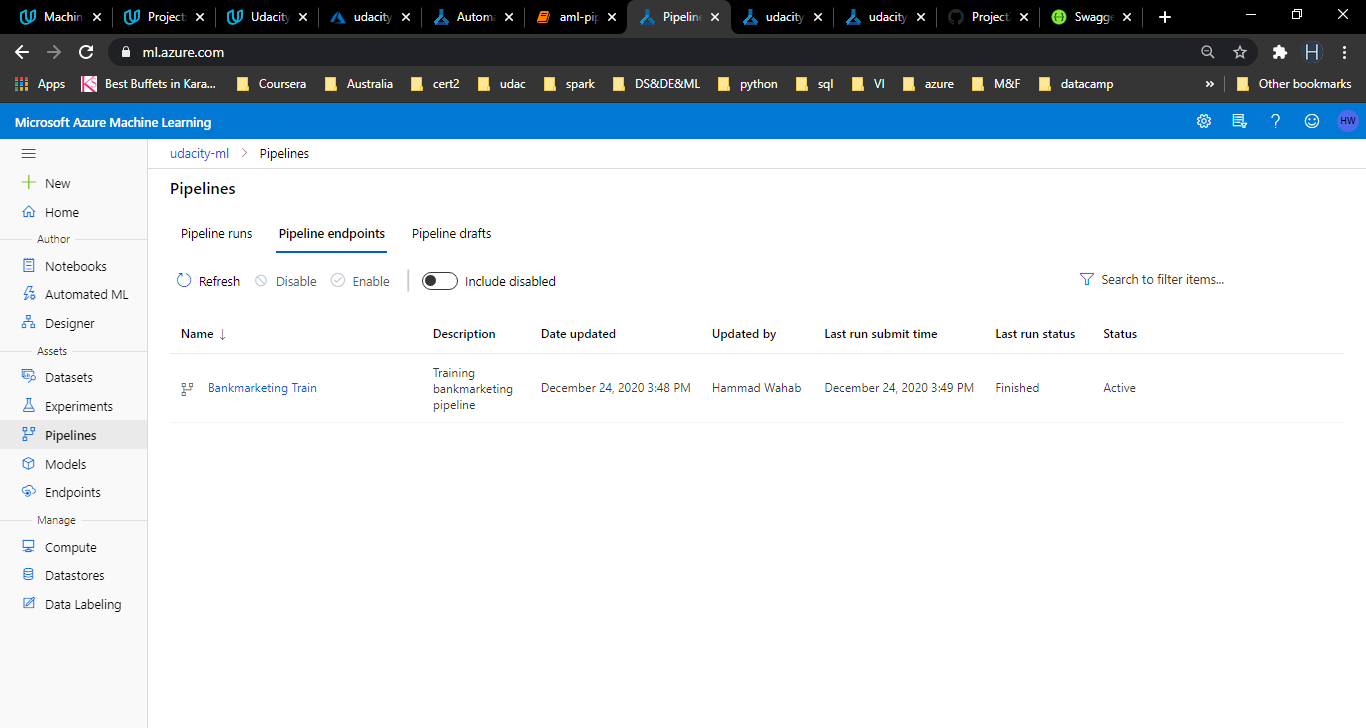 Machin
Project:
Udacity
udacity
Automa
aml-pip
Pipeline
udacity
udacity
Project:
Swagge
ml.azure.com
H
Apps
Best Buffets in Kara...
Coursera
Australia
cert2
udac
spark
DS&DE&ML
python
sql
VI
azure
M&F
datacamp
»
Other bookmarks
Microsoft Azure Machine Learning
HW
udacity-ml > Pipelines
New
Home
Author
Notebooks
Automated ML
Designer
Assets
Datasets
Experiments
Pipelines
Models
Endpoints
Manage
Compute
Datastores
Data Labeling
Pipelines
Pipeline runs
Pipeline endpoints
Pipeline drafts
Refresh
Disable
Enable
Include disabled
Search to filter items...
Name ↓
Description
Date updated
Updated by
Last run submit time
Last run status
Status
Bankmarketing Train
Training
bankmarketing
pipeline
December 24, 2020 3:48 PM
Hammad Wahab
December 24, 2020 3:49 PM
Finished
Active